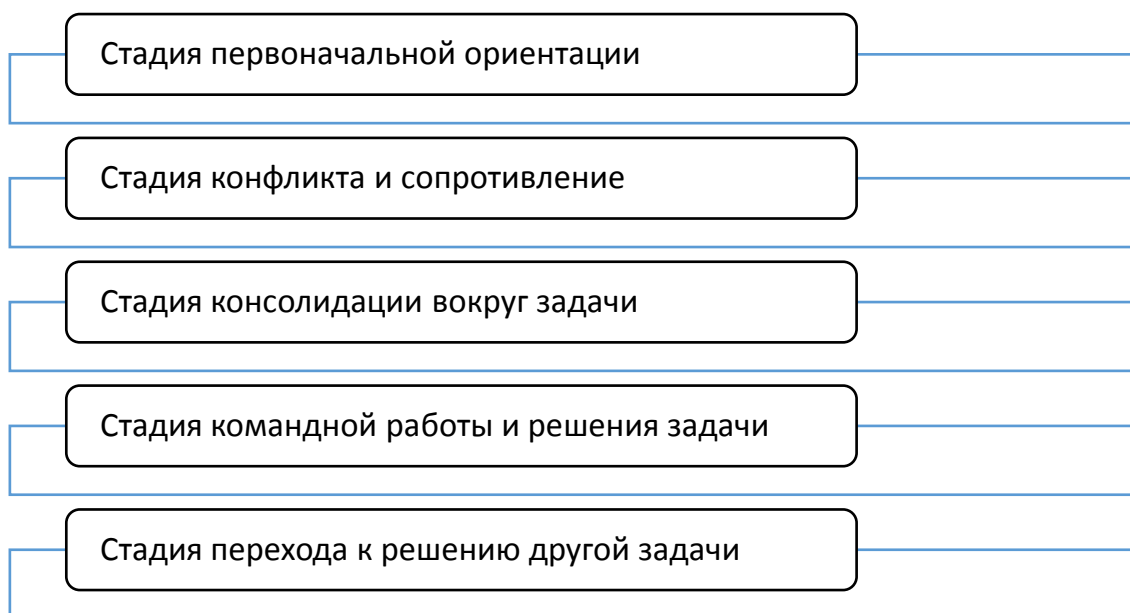 Стадия первоначальной ориентации
Стадия конфликта и сопротивление
Стадия консолидации вокруг задачи
Стадия командной работы и решения задачи
Стадия перехода к решению другой задачи